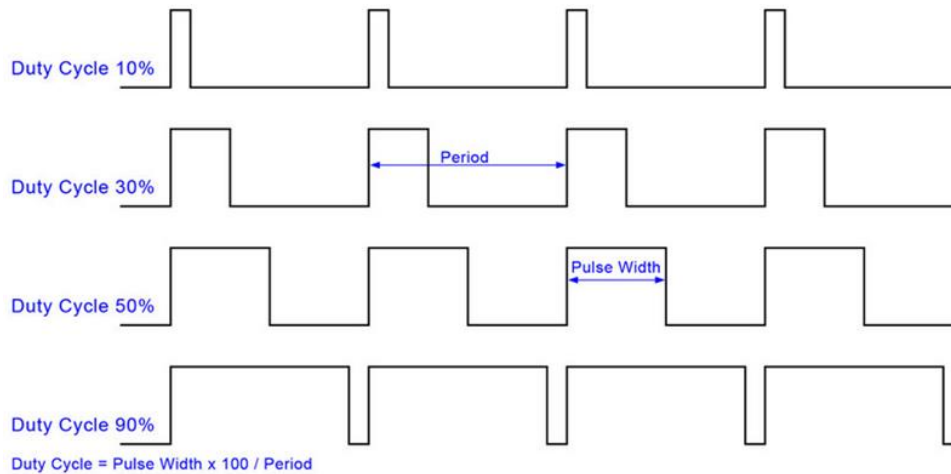 Duty Cycle 10%
Period
Duty Cycle 30%
Pulse Width
Duty Cycle 50%
Duty Cycle 90%
Duty Cycle = Pulse Width x 100 / Period